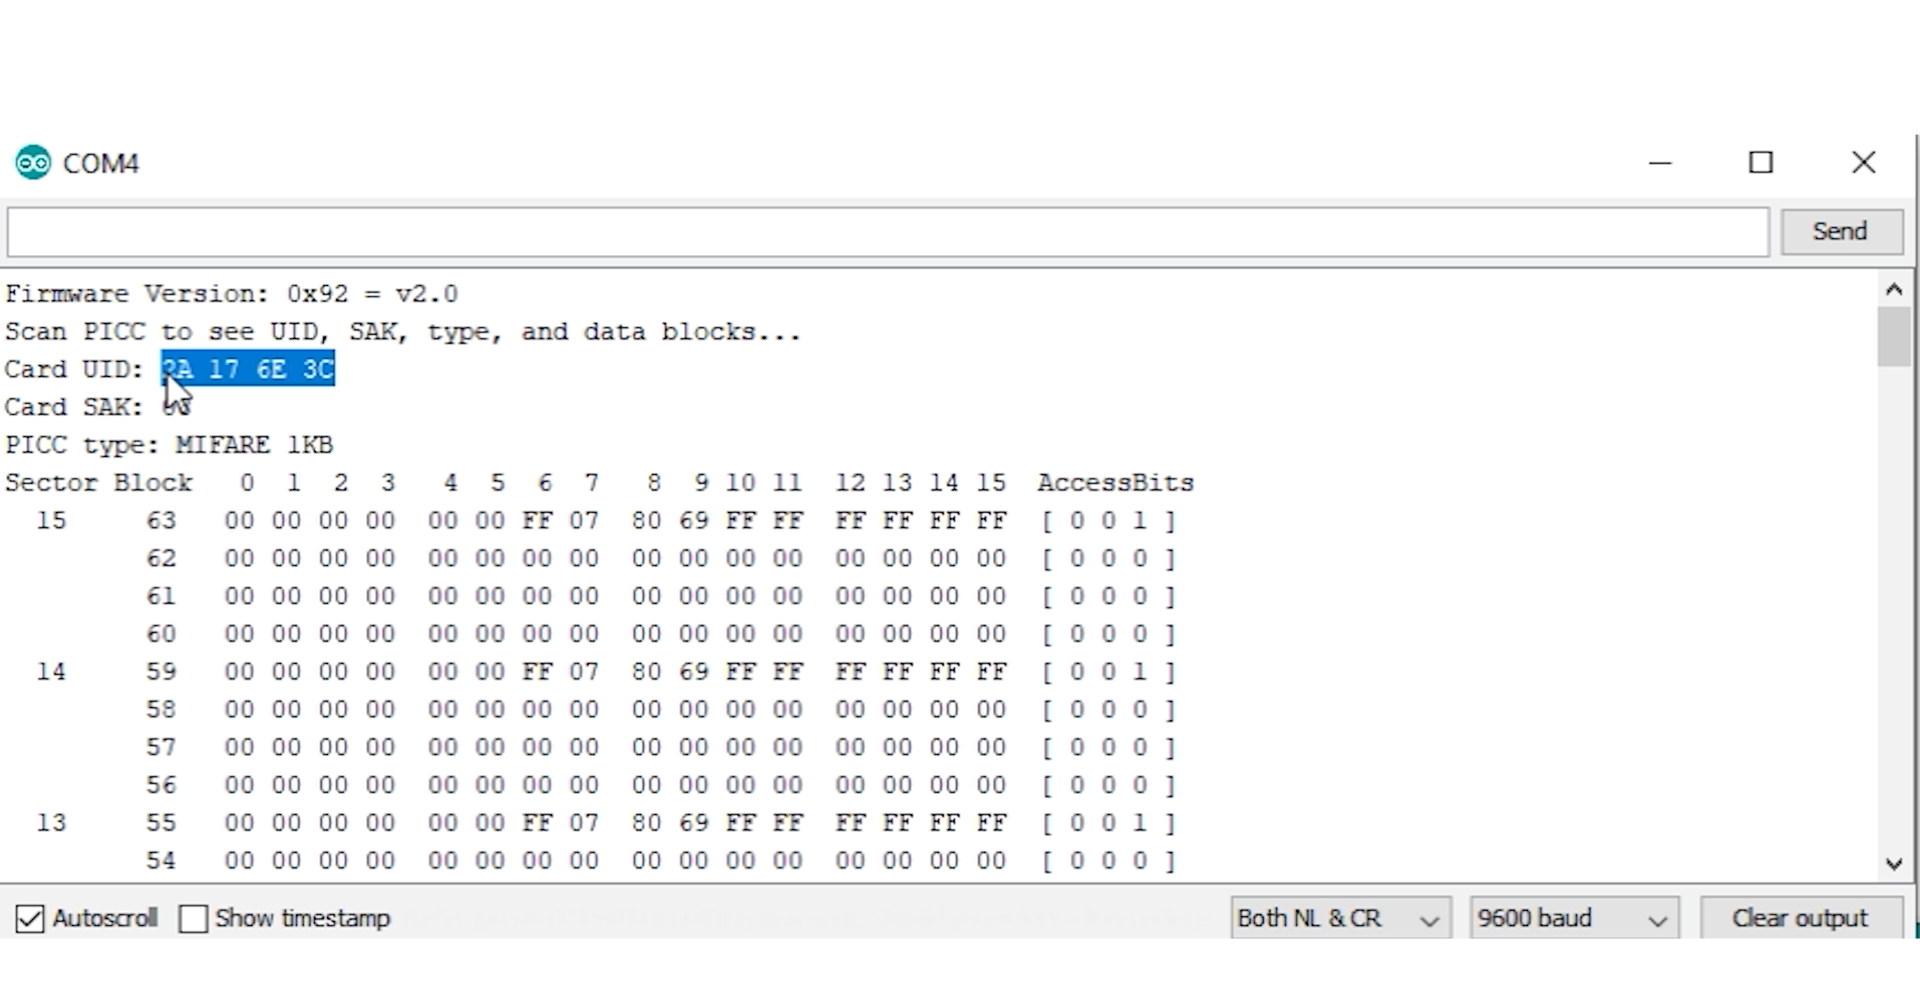 COM4
Send
Firmware Version: 0x92 = v2.0
Scan PICC to see UID, SAK, type, and data blocks...
Card UID: 17 6E 3C
Card SAK:
PICC type: MIFARE 1KB
Sector Block 0 1 2 3 4 5 6 7 8 9 10 11 12 13 14 15 AccessBits
15 63 00 00 00 00 00 00 FF 07 80 69 FF FF FF FF FF FF [ 0 0 1 ]
62 00 00 00 00 00 00 00 00 00 00 00 00 00 00 00 00 [ 0 0 0 ]
61 00 00 00 00 00 00 00 00 00 00 00 00 00 00 00 00 [ 0 0 0 ]
60 00 00 00 00 00 00 00 00 00 00 00 00 00 00 00 00 [ 0 0 0 ]
14 59 00 00 00 00 00 00 FF 07 80 69 FF FF FF FF FF FF [ 0 0 1 ]
58 00 00 00 00 00 00 00 00 00 00 00 00 00 00 00 00 [ 0 0 0 ]
57 00 00 00 00 00 00 00 00 00 00 00 00 00 00 00 00 [ 0 0 0 ]
56 00 00 00 00 00 00 00 00 00 00 00 00 00 00 00 00 [ 0 0 0 ]
13 55 00 00 00 00 00 00 FF 07 80 69 FF FF FF FF FF FF [ 0 0 1 ]
54 00 00 00 00 00 00 00 00 00 00 00 00 00 00 00 00 [ 0 0 0 ]
Autoscroll Show timestamp Both NL & CR 9600 baud Clear output